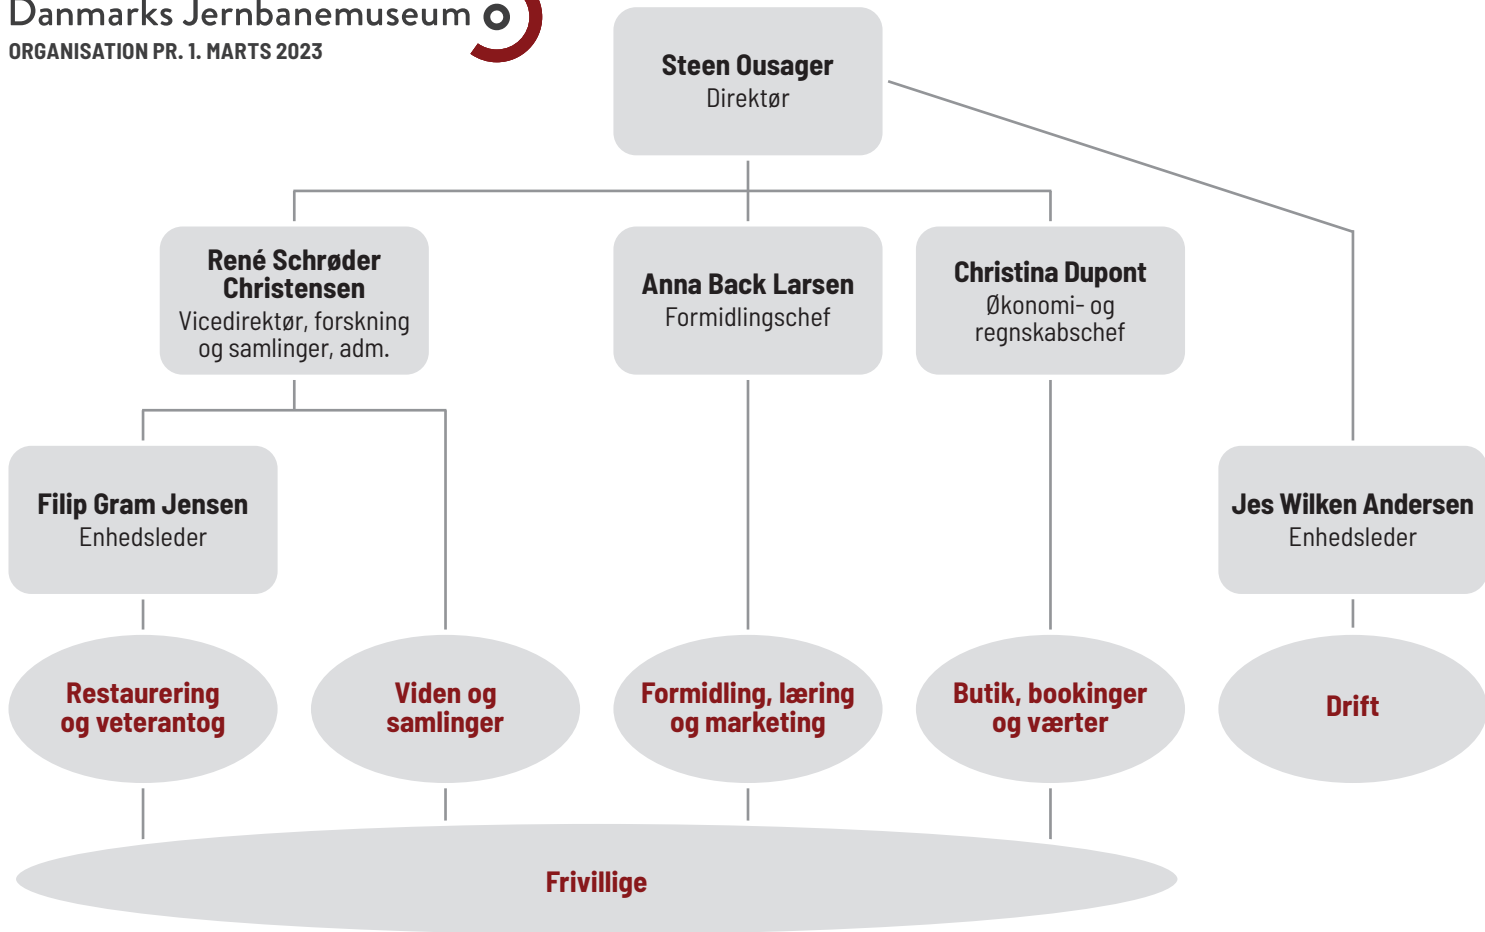 Danmarks Jernbanemuseum
ORGANISATION PR. 1. MARTS 2023
Steen Ousager
Direktør
René Schrøder
Christensen
Vicedirektør, forskning
og samlinger, adm.
Anna Back Larsen
Formidlingschef
Christina Dupont
Økonomi- og
regnskabschef
Filip Gram Jensen
Enhedsleder
Jes Wilken Andersen
Enhedsleder
Restaurering
og veterantog
Viden og
samlinger
Formidling, læring
og marketing
Butik, bookinger
og værter
Drift
Frivillige